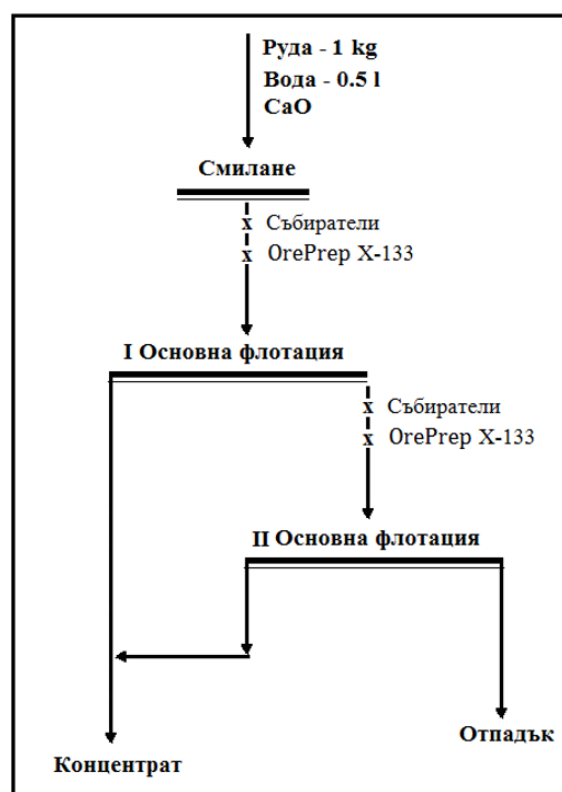 Руда - 1 kg
Вода - 0.5 l
CaO
Смилане
x Събиратели
x OrePrep X-133
I Основна флотация
x Събиратели
x OrePrep X-133
II Основна флотация
Отпадък
Концентрат